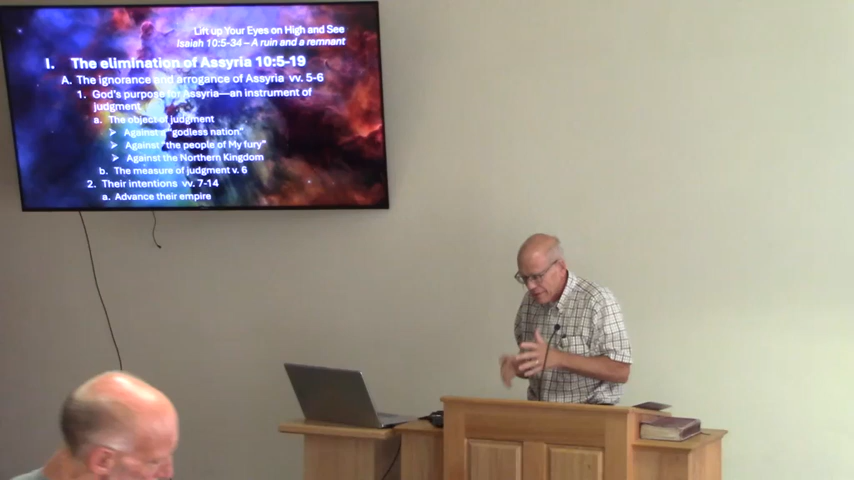 Lift up Your Eyes on High and See
Isaiah 10:5-34 – A ruin and a remnant
I. The elimination of Assyria 10:5-19
A. The ignorance and arrogance of Assyria vv. 5-6
1. God's purpose for Assyria—an instrument of
judgment
a. The object of judgment
➢ Against a "godless nation"
➢ Against "the people of My fury"
➢ Against the Northern Kingdom
b. The measure of judgment v. 6
2. Their intentions vv. 7-14
a. Advance their empire